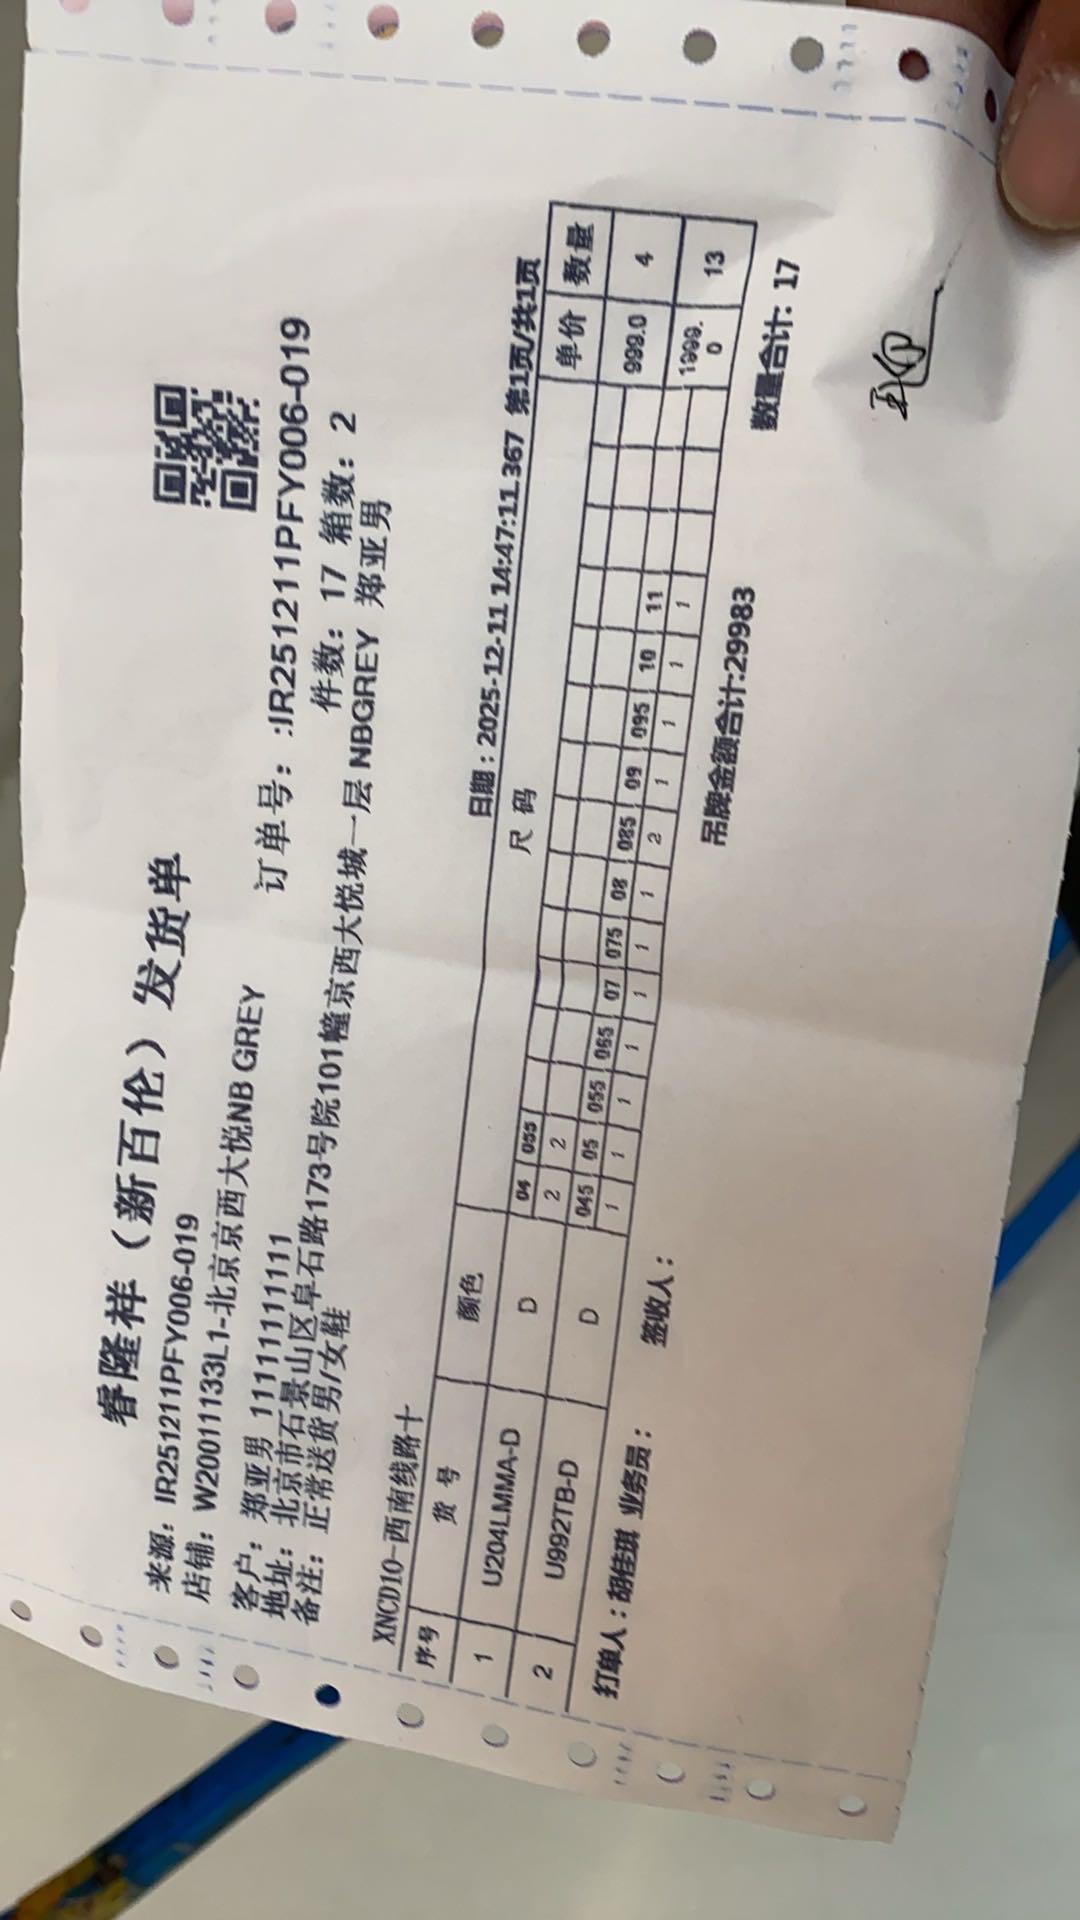 睿隆祥（新百伦）发货单
来源：IR251211PFY006-019
订单号：:IR251211PFY006-019
店铺：W20011133L1-北京京西大悦NB GREY
件数：17 箱数：2
客户：郑亚男 11111111111
地址：北京市石景山区阜石路173号院101幢京西大悦城一层 NBGREY 郑亚男
备注：正常送货男/女鞋
XNCD10-西南线路十
日期：2025-12-11 14:47:11.367 第1页/共1页
序号 货号 颜色 尺码 单价 数量
04 055
1 U204LMMA-D D 2 2 999.0 4
045 05 055 065 07 075 08 085 09 095 10 11
2 U992TB-D D 1 1 1 1 1 1 1 2 1 1 1 1 1999.0 13
打单人：胡佳琪 业务员： 签收人： 吊牌金额合计:29983 数量合计: 17